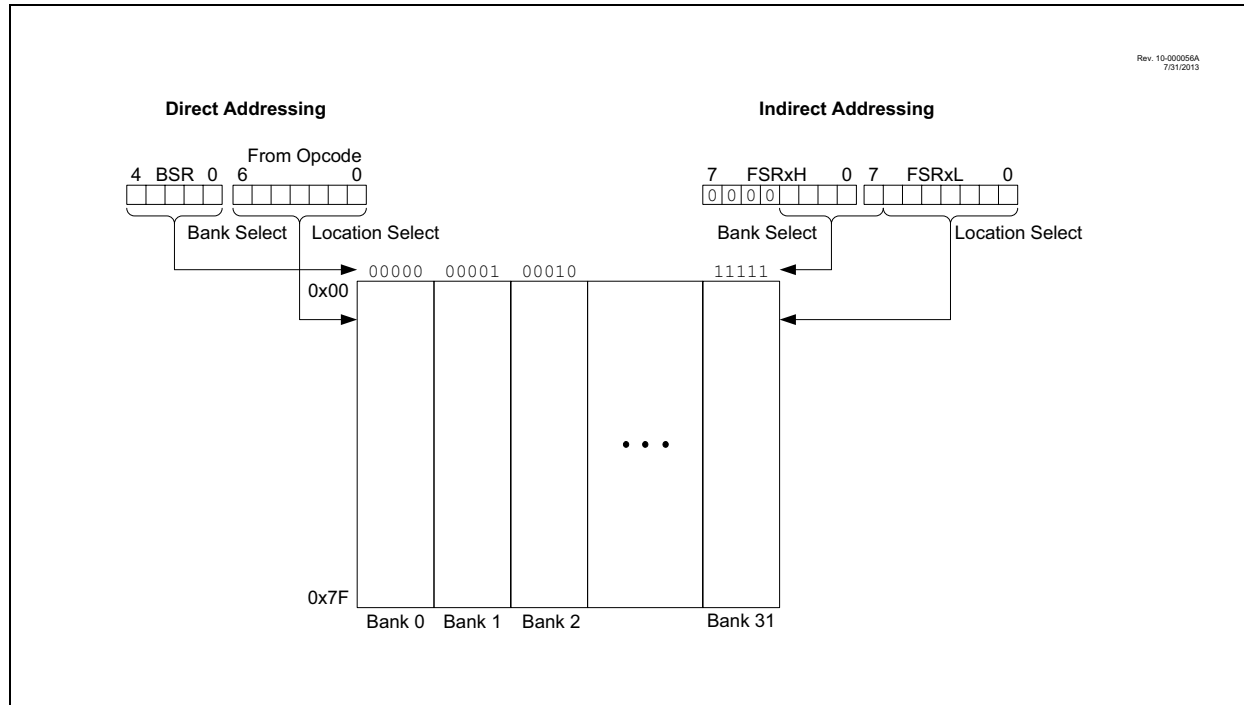 Rev. 10-000056A
7/31/2013
Direct Addressing
Indirect Addressing
From Opcode
4 BSR 0 6 0
7 FSRxH 0 7 FSRxL 0
0 0 0 0
Bank Select Location Select
Bank Select Location Select
00000 00001 00010 11111
0x00
0x7F
Bank 0 Bank 1 Bank 2 Bank 31